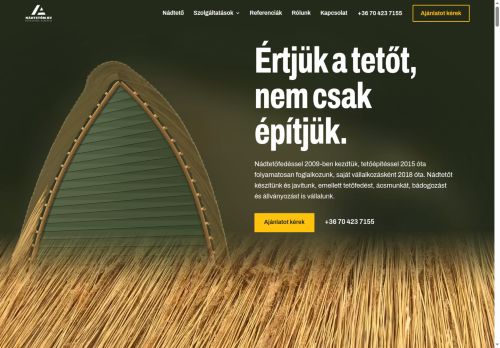 NÁDTETŐM.HU
Nádtető
Szolgáltatások
Referenciák
Rólunk
Kapcsolat
+36 70 423 7155
Ajánlatot kérek
Értjük a tetőt,
nem csak
építjük.
Nádtetőfedéssel 2009-ben kezdtük, tetőépítéssel 2015 óta
folyamatosan foglalkozunk, saját vállalkozásként 2018 óta. Nádtetőt
készítünk és javítunk, emellett tetőfedést, ácsmunkát, bádogozást
és állványozást is vállalunk.
Ajánlatot kérek
+36 70 423 7155